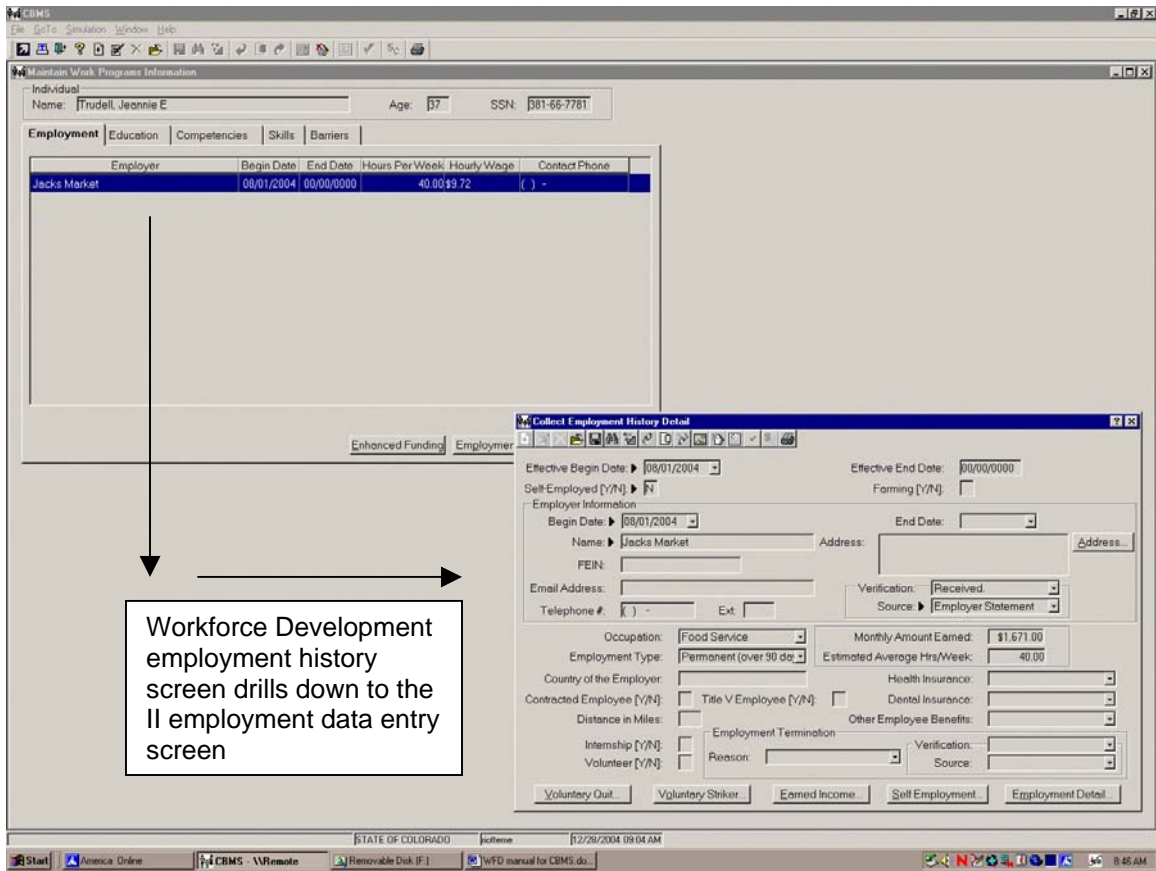 CBMS
File GoTo Simulation Window Help
Maintain Work Programs Information
Individual
Name: Trudell, Jeannie E Age: 37 SSN: 381-66-7781
Employment Education Competencies Skills Barriers
Employer Begin Date End Date Hours Per Week Hourly Wage Contact Phone
Jacks Market 08/01/2004 00/00/0000 40.00 $9.72 ( ) -
Enhanced Funding Employmen
Collect Employment History Detail
Effective Begin Date: 08/01/2004 Effective End Date: 00/00/0000
Self-Employed [Y/N]: N Farming [Y/N]:
Employer Information
Begin Date: 08/01/2004 End Date:
Name: Jacks Market Address: Address...
FEIN:
Email Address: Verification: Received.
Telephone #: ( ) - Ext: Source: Employer Statement
Occupation: Food Service Monthly Amount Earned: $1,671.00
Employment Type: Permanent (over 90 day Estimated Average Hrs/Week: 40.00
Country of the Employer: Health Insurance:
Contracted Employee [Y/N]: Title V Employee [Y/N]: Dental Insurance:
Distance in Miles: Other Employee Benefits:
Employment Termination
Internship [Y/N]: Reason: Verification:
Volunteer [Y/N]: Source:
Voluntary Quit... Voluntary Striker... Earned Income... Self Employment... Employment Detail...
Workforce Development
employment history
screen drills down to the
II employment data entry
screen
STATE OF COLORADO 12/28/2004 09:04 AM
Start America Online CBMS - \\Remote Removable Disk (F:) WFD manual for CBMS.do... 8:46 AM